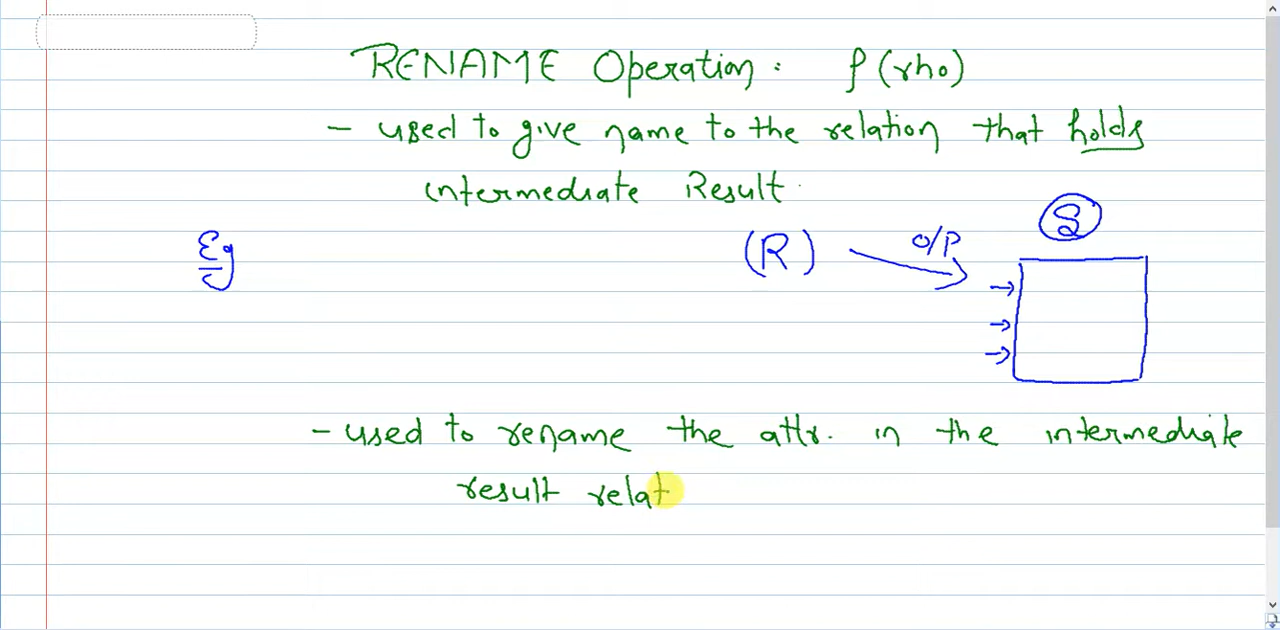 RENAME Operation : ρ (rho)
- used to give name to the relation that holds
intermediate Result.
Eg (R) O/P S
- used to rename the attr. in the intermediate
result relat